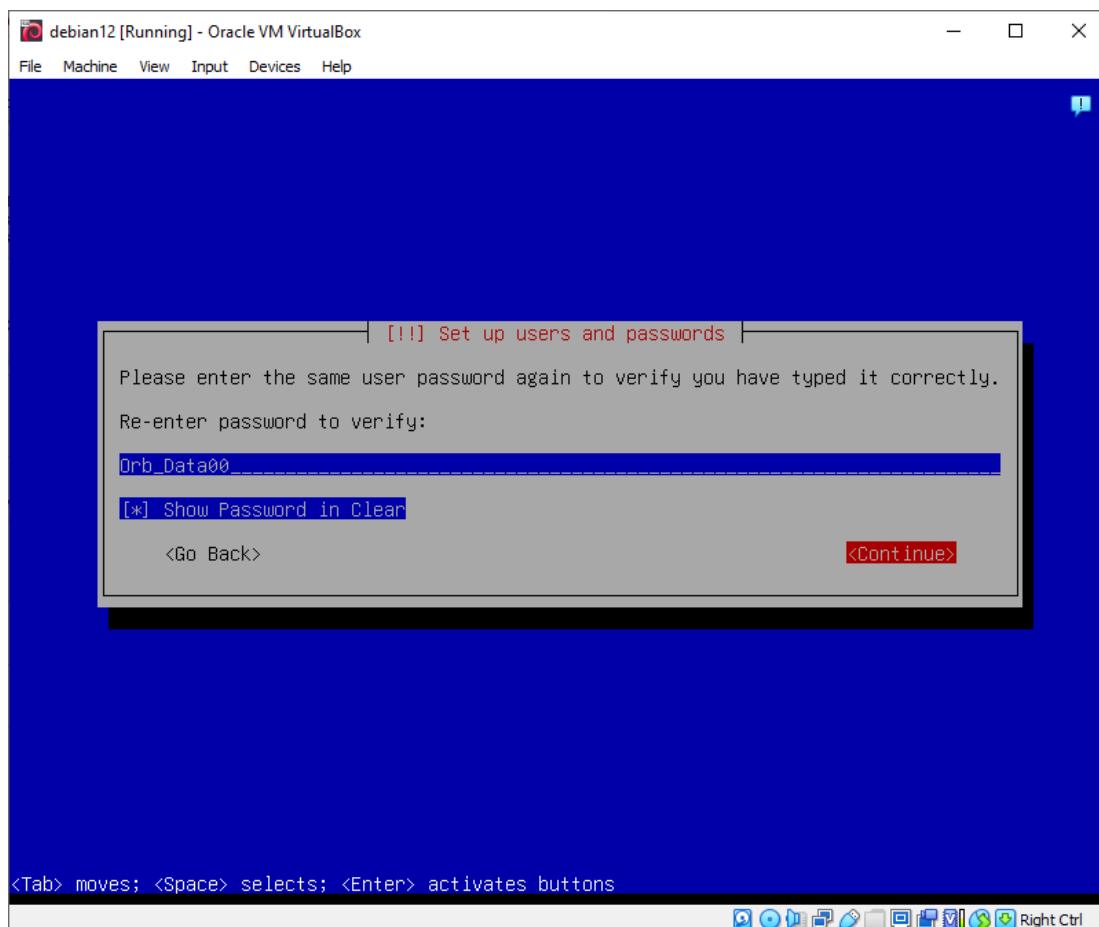 debian12 [Running] - Oracle VM VirtualBox
File Machine View Input Devices Help
[!!] Set up users and passwords
Please enter the same user password again to verify you have typed it correctly.
Re-enter password to verify:
Orb_Data00
[*] Show Password in Clear
<Go Back> <Continue>
<Tab> moves; <Space> selects; <Enter> activates buttons
Right Ctrl